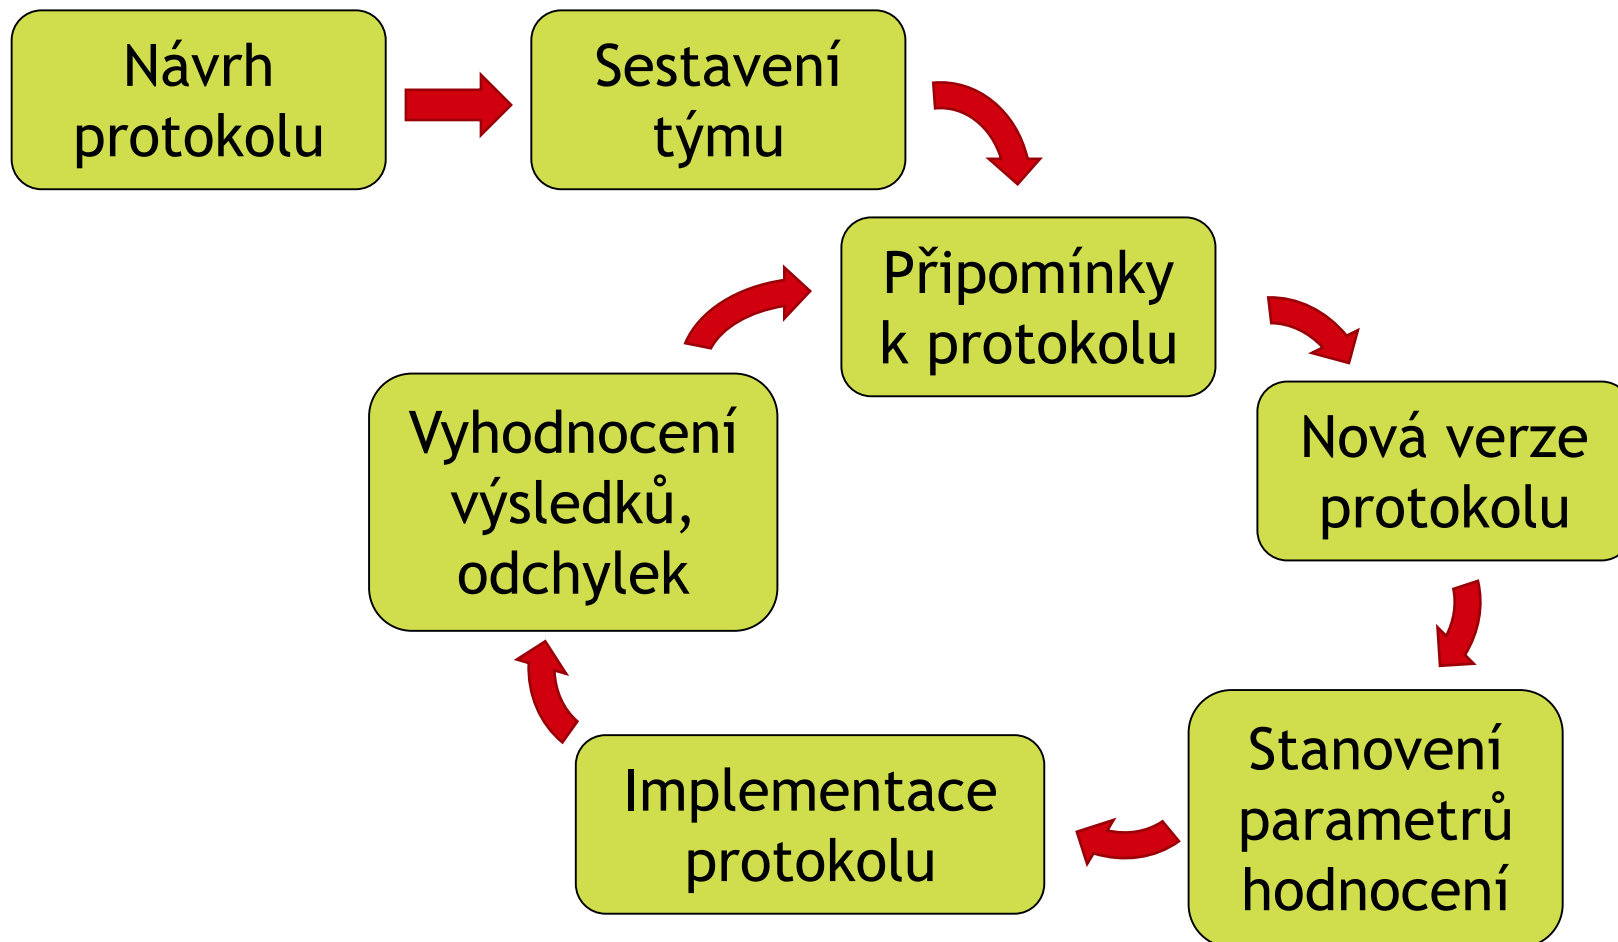 Návrh
protokolu
Sestavení
týmu
Připomínky
k protokolu
Nová verze
protokolu
Stanovení
parametrů
hodnocení
Implementace
protokolu
Vyhodnocení
výsledků,
odchylek